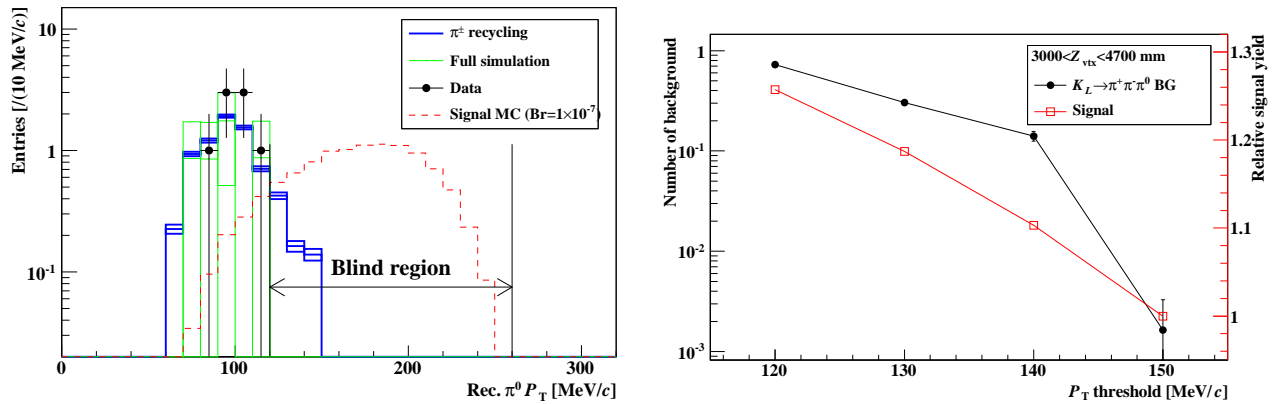 Entries [/(10 MeV/c)]
10
1
10⁻¹
π± recycling
Full simulation
Data
Signal MC (Br=1×10⁻⁷)
Blind region
0
100
200
300
Rec. π⁰ P_T [MeV/c]
Number of background
1
10⁻¹
10⁻²
10⁻³
3000<Z_vtx<4700 mm
K_L→π⁺π⁻π⁰ BG
Signal
1.3
1.2
1.1
1
Relative signal yield
120
130
140
150
P_T threshold [MeV/c]